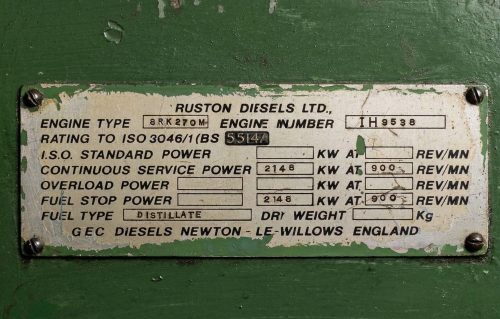 RUSTON DIESELS LTD.,
ENGINE TYPE 8RK270M ENGINE NUMBER IH9538
RATING TO ISO 3046/1 (BS 5514/1
I.S.O. STANDARD POWER KW AT REV/MN
CONTINUOUS SERVICE POWER 2148 KW AT 900 REV/MN
OVERLOAD POWER KW AT REV/MN
FUEL STOP POWER 2148 KW AT 900 REV/MN
FUEL TYPE DISTILLATE DRY WEIGHT Kg
GEC DIESELS NEWTON - LE-WILLOWS ENGLAND